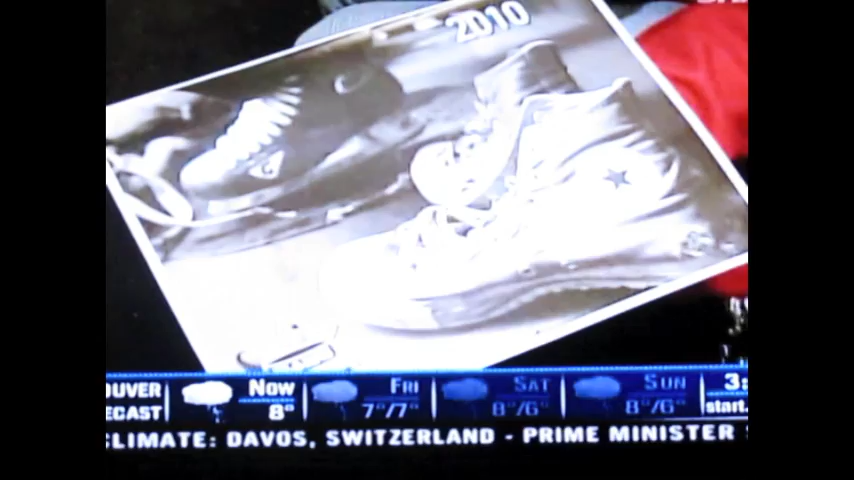 2010
OUVER
ECAST
NOW
8°
FRI
7°/7°
SAT
8°/6°
SUN
8°/6°
3:
start.
CLIMATE: DAVOS, SWITZERLAND - PRIME MINISTER